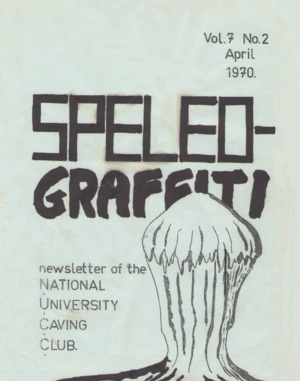 Vol.7 No.2
April
1970.
SPELEO-
GRAFFITI
newsletter of the
NATIONAL
UNIVERSITY
CAVING
CLUB.